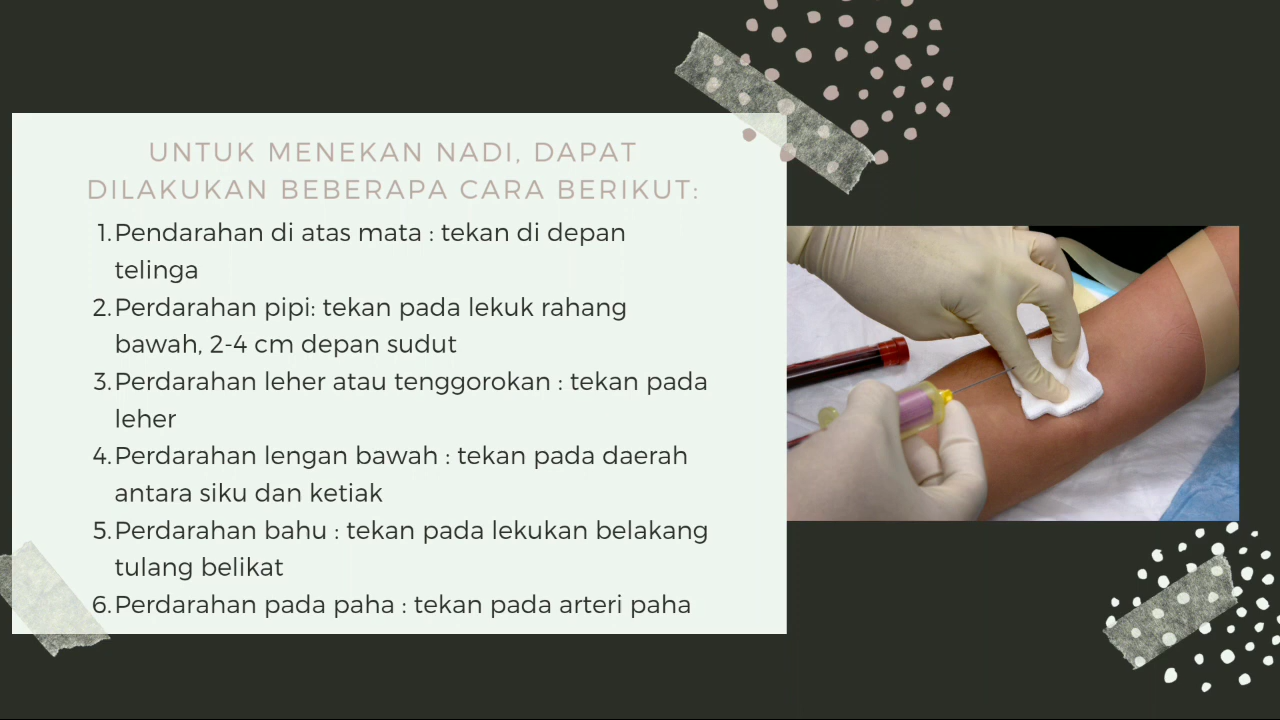 UNTUK MENEKAN NADI, DAPAT
DILAKUKAN BEBERAPA CARA BERIKUT:
1. Pendarahan di atas mata : tekan di depan
telinga
2. Perdarahan pipi: tekan pada lekuk rahang
bawah, 2-4 cm depan sudut
3. Perdarahan leher atau tenggorokan : tekan pada
leher
4. Perdarahan lengan bawah : tekan pada daerah
antara siku dan ketiak
5. Perdarahan bahu : tekan pada lekukan belakang
tulang belikat
6. Perdarahan pada paha : tekan pada arteri paha